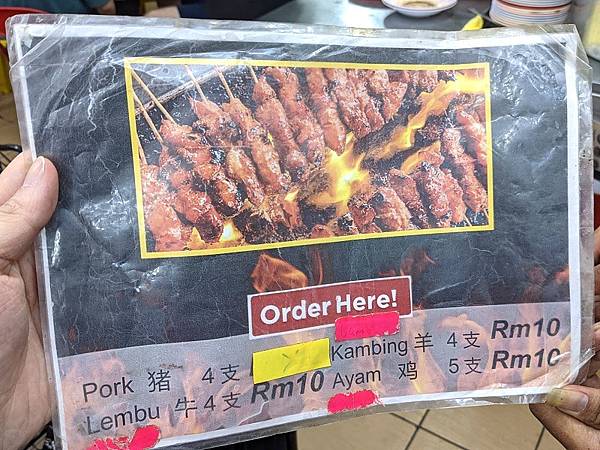 Order Here!
Pork 猪 4支
Lembu 牛 4支 Rm10
Kambing 羊 4支 Rm10
Ayam 鸡 5支 Rm10